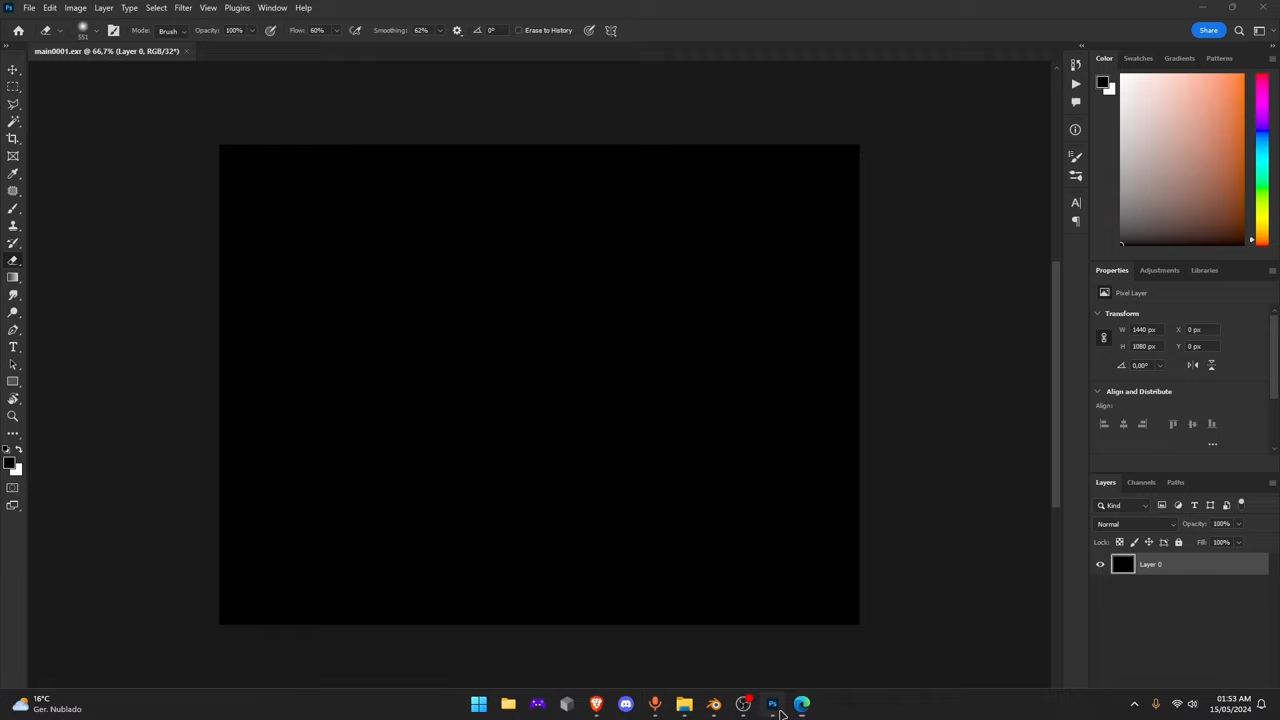 Ps File Edit Image Layer Type Select Filter View Plugins Window Help
551 Mode: Brush Opacity: 100% Flow: 60% Smoothing: 62% 0° Erase to History Share
main0001.exr @ 66,7% (Layer 0, RGB/32*) ×
Color Swatches Gradients Patterns
Properties Adjustments Libraries
Pixel Layer
Transform
W 1440 px X 0 px
H 1080 px Y 0 px
0,00°
Align and Distribute
Align:
Layers Channels Paths
Kind
Normal Opacity: 100%
Lock: Fill: 100%
Layer 0
16°C
Ger. Nublado
Ps
01:53 AM
15/05/2024